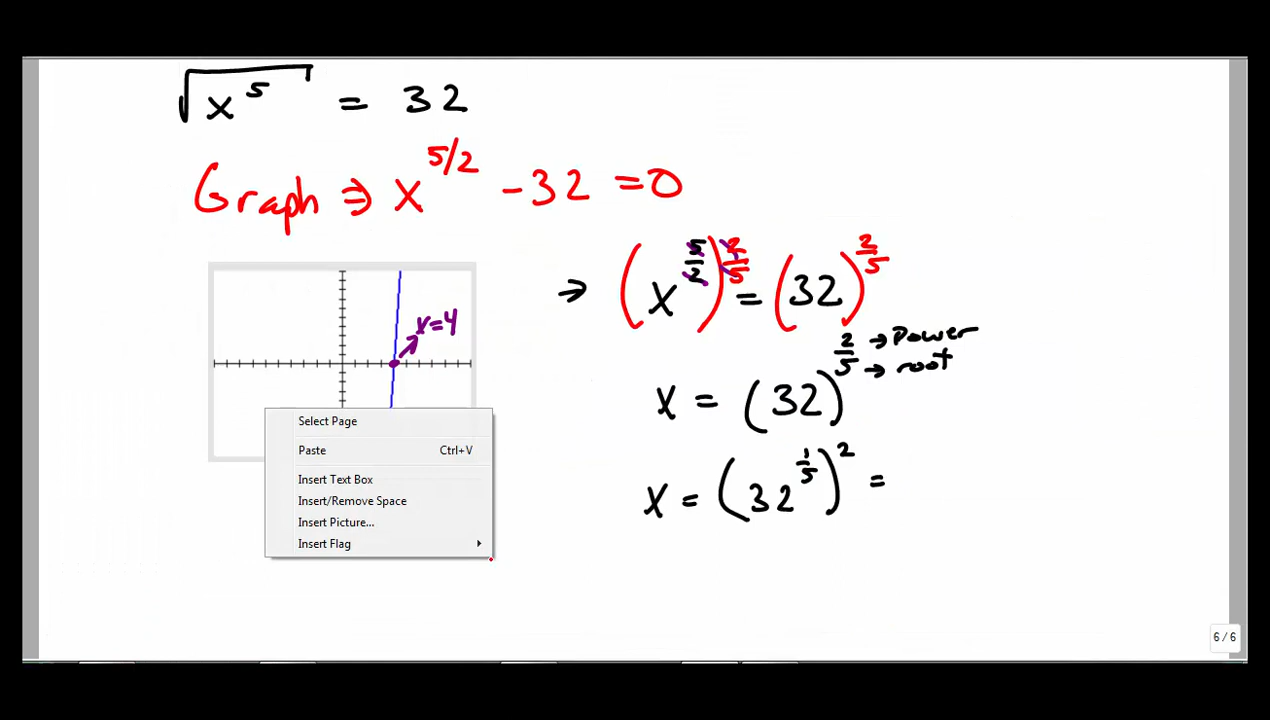 √x^5 = 32
Graph ⇒ x^5/2 - 32 = 0
→ (x^5/2)^2/5 = (32)^2/5
x=4
2/5 → Power
→ root
x = (32)
x = (32^1/5)^2 =
Select Page
Paste Ctrl+V
Insert Text Box
Insert/Remove Space
Insert Picture...
Insert Flag
6 / 6